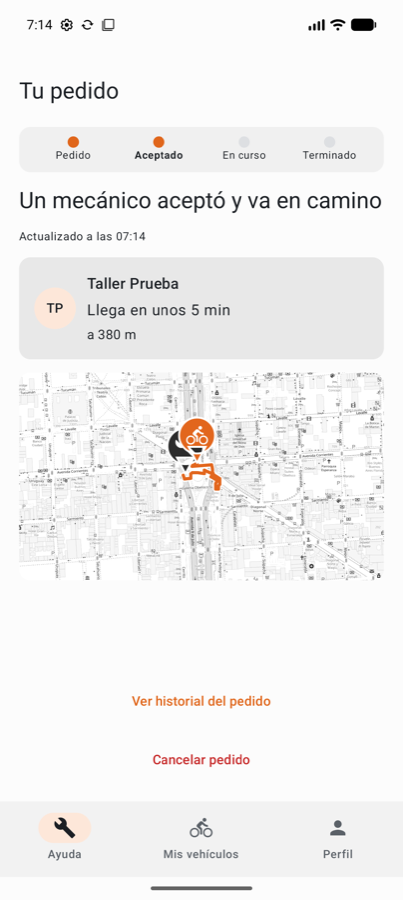 7:14
Tu pedido
Pedido
Aceptado
En curso
Terminado
Un mecánico aceptó y va en camino
Actualizado a las 07:14
TP
Taller Prueba
Llega en unos 5 min
a 380 m
Ver historial del pedido
Cancelar pedido
Ayuda
Mis vehículos
Perfil